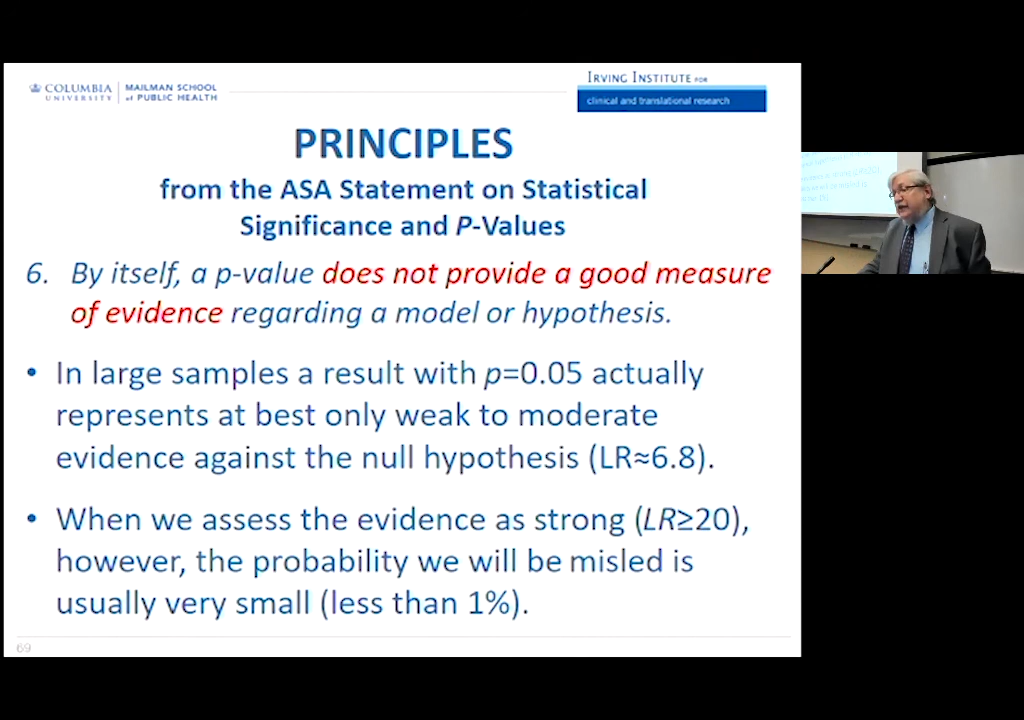 COLUMBIA
UNIVERSITY
MAILMAN SCHOOL
of PUBLIC HEALTH
IRVING INSTITUTE FOR
clinical and translational research
PRINCIPLES
from the ASA Statement on Statistical
Significance and P-Values
6. By itself, a p-value does not provide a good measure
of evidence regarding a model or hypothesis.
• In large samples a result with p=0.05 actually
represents at best only weak to moderate
evidence against the null hypothesis (LR≈6.8).
• When we assess the evidence as strong (LR≥20),
however, the probability we will be misled is
usually very small (less than 1%).
69